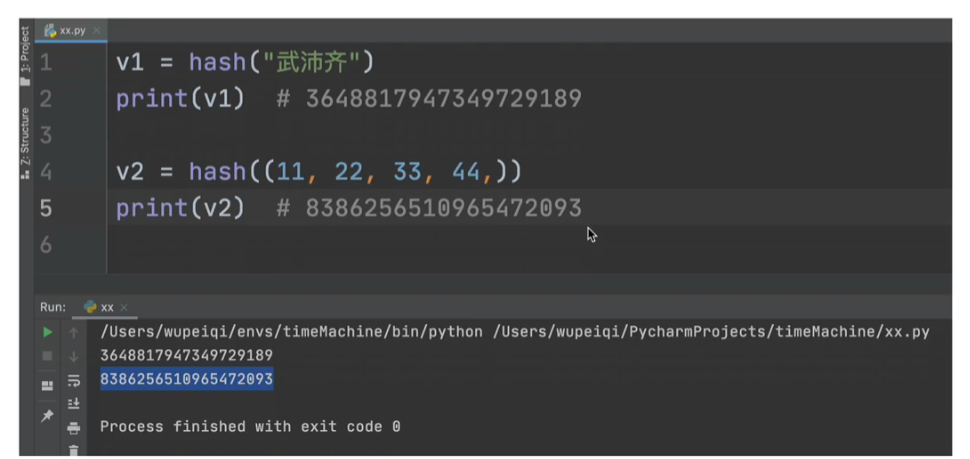 xx.py
1: Project
Z: Structure
1 v1 = hash("武沛齐")
2 print(v1)  # 3648817947349729189
3
4 v2 = hash((11, 22, 33, 44,))
5 print(v2)  # 8386256510965472093
6
Run: xx
/Users/wupeiqi/envs/timeMachine/bin/python /Users/wupeiqi/PycharmProjects/timeMachine/xx.py
3648817947349729189
8386256510965472093
Process finished with exit code 0